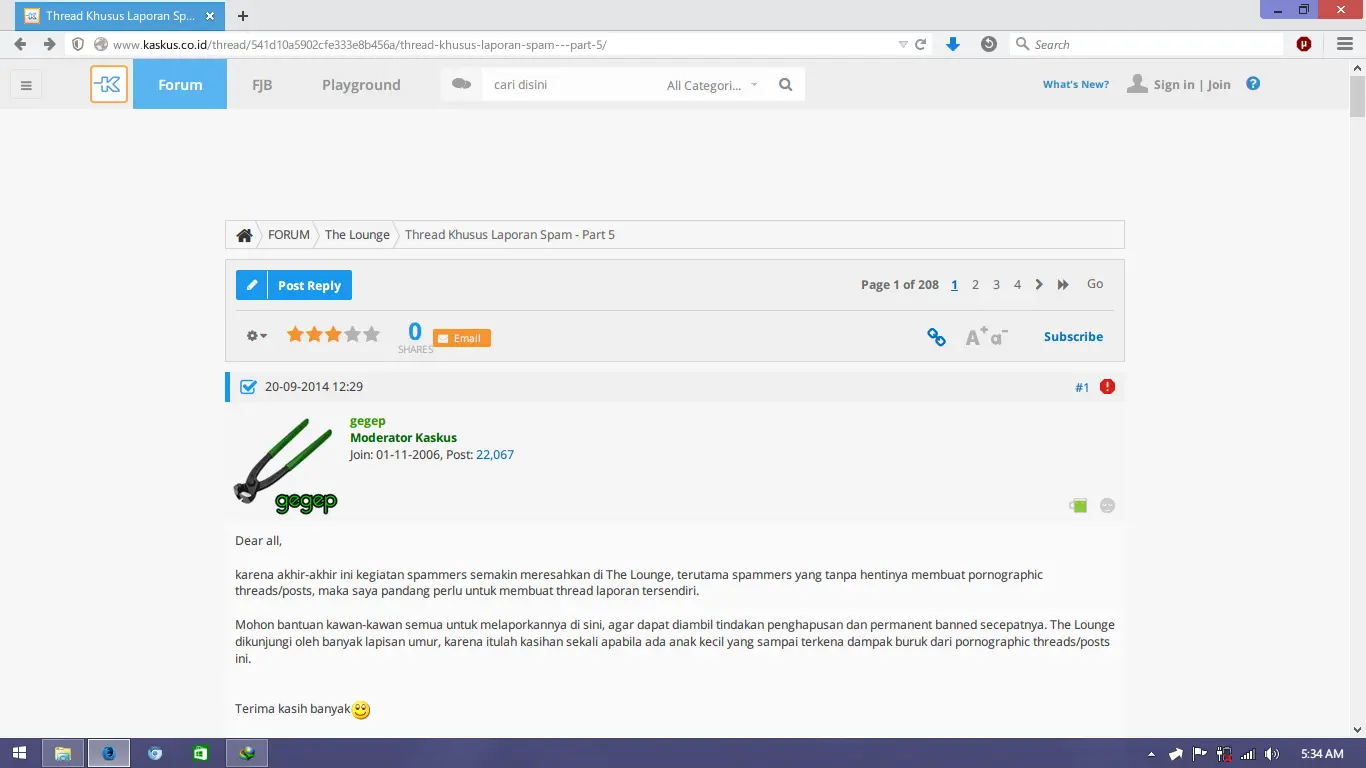 Thread Khusus Laporan Sp...
www.kaskus.co.id/thread/541d10a5902cfe333e8b456a/thread-khusus-laporan-spam---part-5/
Search
Forum
FJB
Playground
cari disini
All Categori...
What's New?
Sign in | Join
FORUM
The Lounge
Thread Khusus Laporan Spam - Part 5
Post Reply
Page 1 of 208 1 2 3 4 Go
0
SHARES
Email
A+ a-
Subscribe
20-09-2014 12:29
#1
gegep
Moderator Kaskus
Join: 01-11-2006, Post: 22,067
gegep
Dear all,
karena akhir-akhir ini kegiatan spammers semakin meresahkan di The Lounge, terutama spammers yang tanpa hentinya membuat pornographic
threads/posts, maka saya pandang perlu untuk membuat thread laporan tersendiri.
Mohon bantuan kawan-kawan semua untuk melaporkannya di sini, agar dapat diambil tindakan penghapusan dan permanent banned secepatnya. The Lounge
dikunjungi oleh banyak lapisan umur, karena itulah kasihan sekali apabila ada anak kecil yang sampai terkena dampak buruk dari pornographic threads/posts
ini.
Terima kasih banyak
5:34 AM